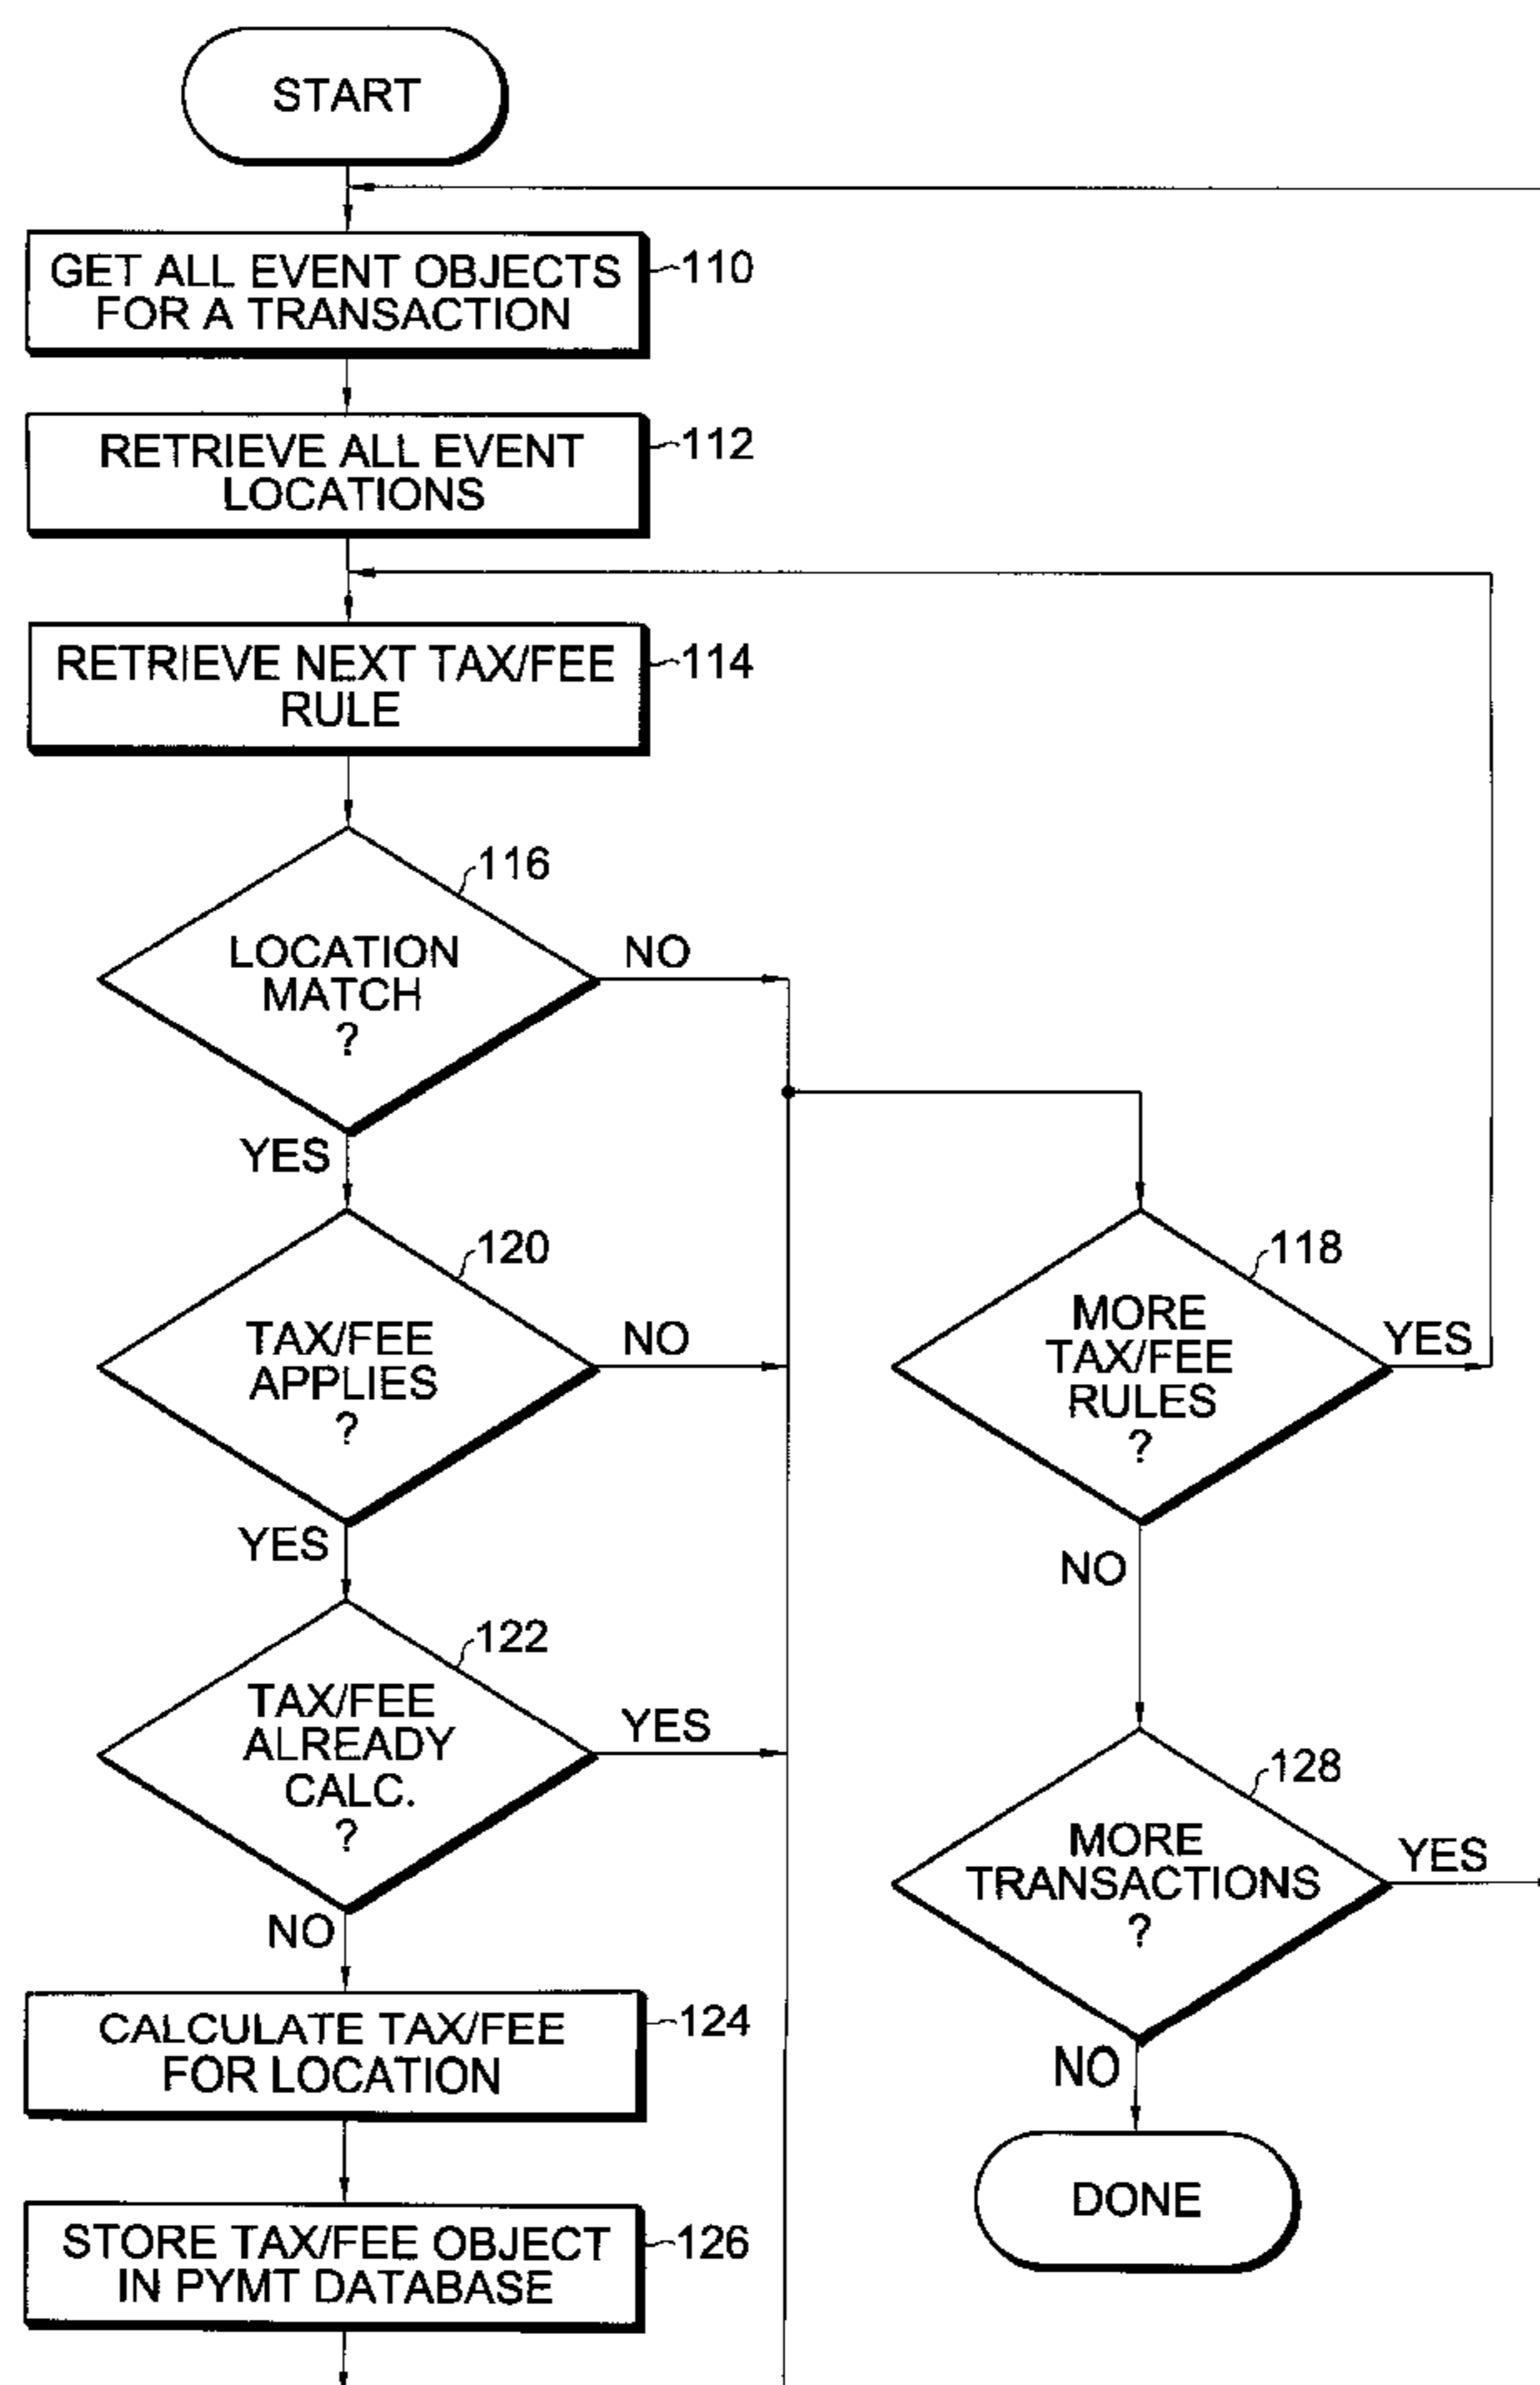 START
GET ALL EVENT OBJECTS
FOR A TRANSACTION
110
RETRIEVE ALL EVENT
LOCATIONS
112
RETRIEVE NEXT TAX/FEE
RULE
114
116
LOCATION
MATCH
?
NO
YES
120
TAX/FEE
APPLIES
?
NO
YES
118
MORE
TAX/FEE
RULES
?
YES
NO
122
TAX/FEE
ALREADY
CALC.
?
YES
NO
128
MORE
TRANSACTIONS
?
YES
NO
CALCULATE TAX/FEE
FOR LOCATION
124
STORE TAX/FEE OBJECT
IN PYMT DATABASE
126
DONE